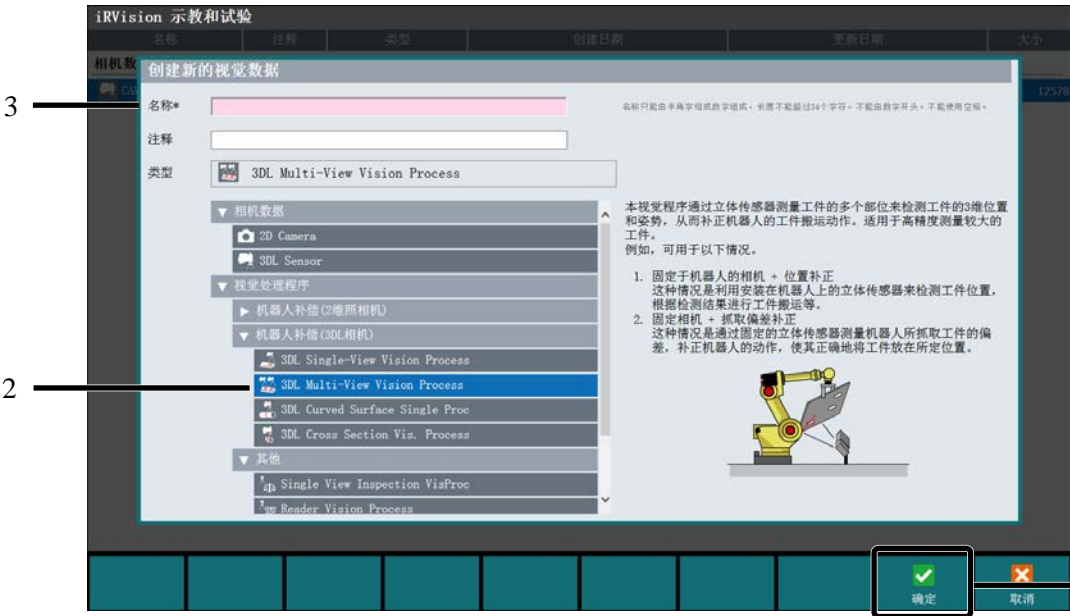 iRVision 示教和试验
名称 注释 类型 创建日期 更新日期 大小
相机数
创建新的视觉数据
CA
12578
3
名称*
名称只能由半角字母或数字组成。长度不能超过34个字符。不能由数字开头。不能使用空格。
注释
类型
3DL Multi-View Vision Process
▼ 相机数据
2D Camera
3DL Sensor
▼ 视觉处理程序
▶ 机器人补偿(2维照相机)
▼ 机器人补偿(3DL相机)
3DL Single-View Vision Process
2
3DL Multi-View Vision Process
3DL Curved Surface Single Proc
3DL Cross Section Vis. Process
▼ 其他
Single View Inspection VisProc
Reader Vision Process
本视觉程序通过立体传感器测量工件的多个部位来检测工件的3维位置
和姿势，从而补正机器人的工件搬运动作。适用于高精度测量较大的
工件。
例如，可用于以下情况。
1. 固定于机器人的相机 + 位置补正
这种情况是利用安装在机器人上的立体传感器来检测工件位置，
根据检测结果进行工件搬运等。
2. 固定相机 + 抓取偏差补正
这种情况是通过固定的立体传感器测量机器人所抓取工件的偏
差，补正机器人的动作，使其正确地将工件放在所定位置。
确定
取消